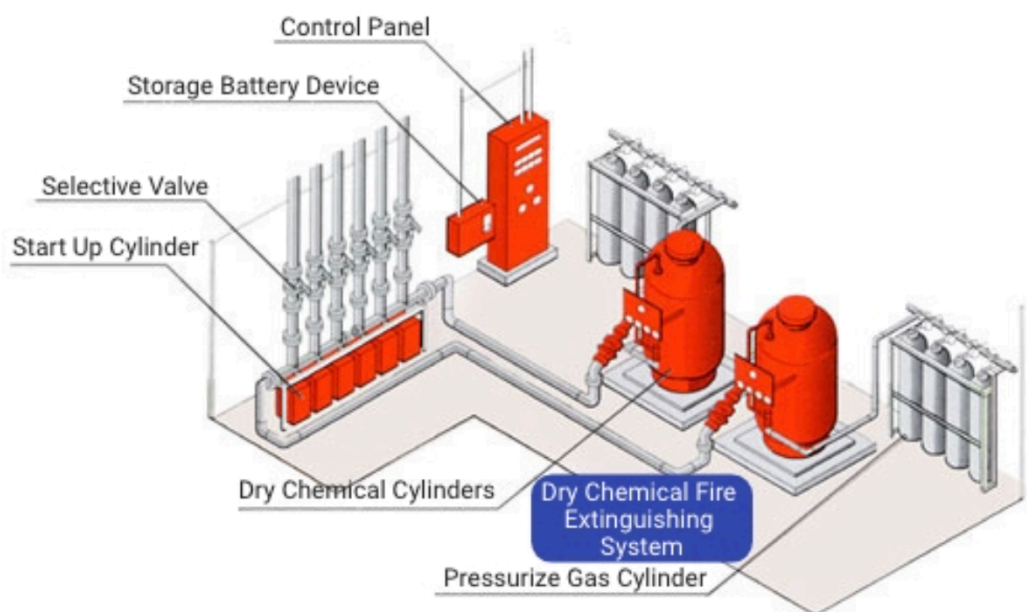 Control Panel
Storage Battery Device
Selective Valve
Start Up Cylinder
Dry Chemical Cylinders
Dry Chemical Fire
Extinguishing
System
Pressurize Gas Cylinder